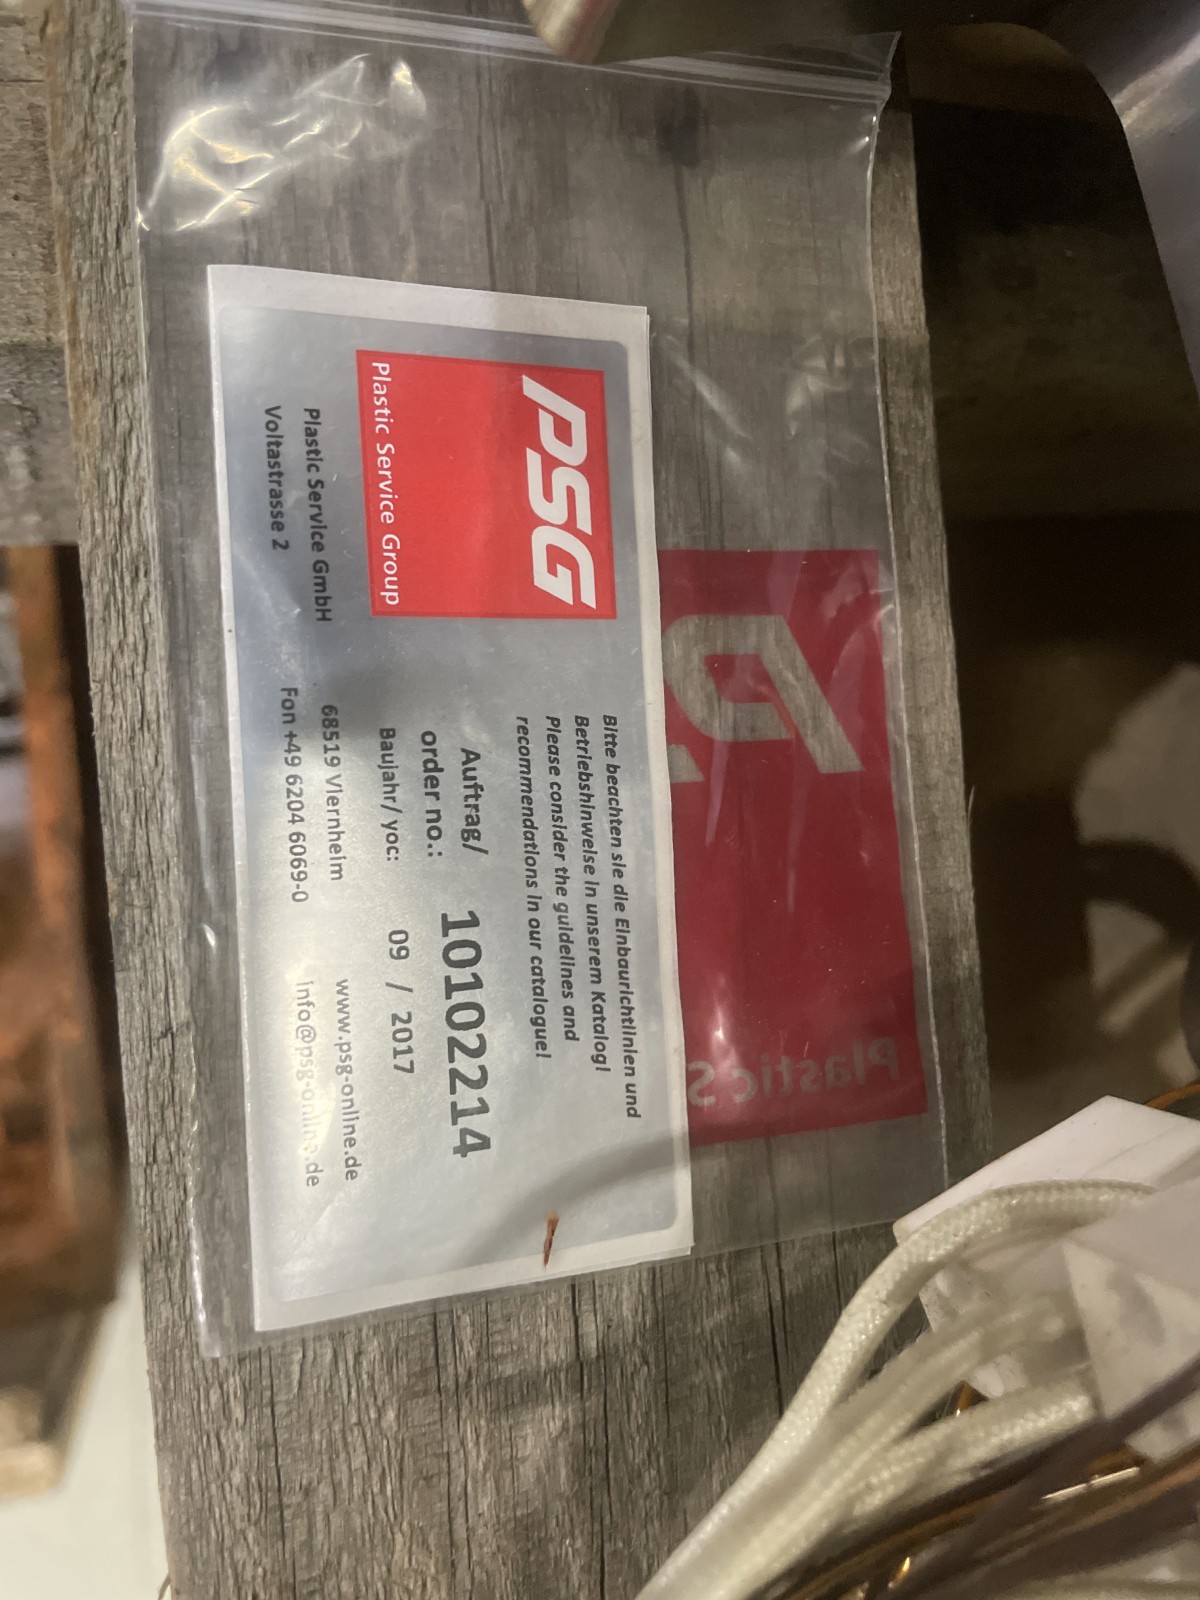 PSG
Plastic Service Group
Bitte beachten sie die Einbaurichtlinien und
Betriebshinweise in unserem Katalog!
Please consider the guidelines and
recommendations in our catalogue!
Auftrag/
order no.: 10102214
Baujahr/ yoc: 09 / 2017
Plastic Service GmbH 68519 Viernheim www.psg-online.de
Voltastrasse 2 Fon +49 6204 6069-0 info@psg-online.de
Plastic S